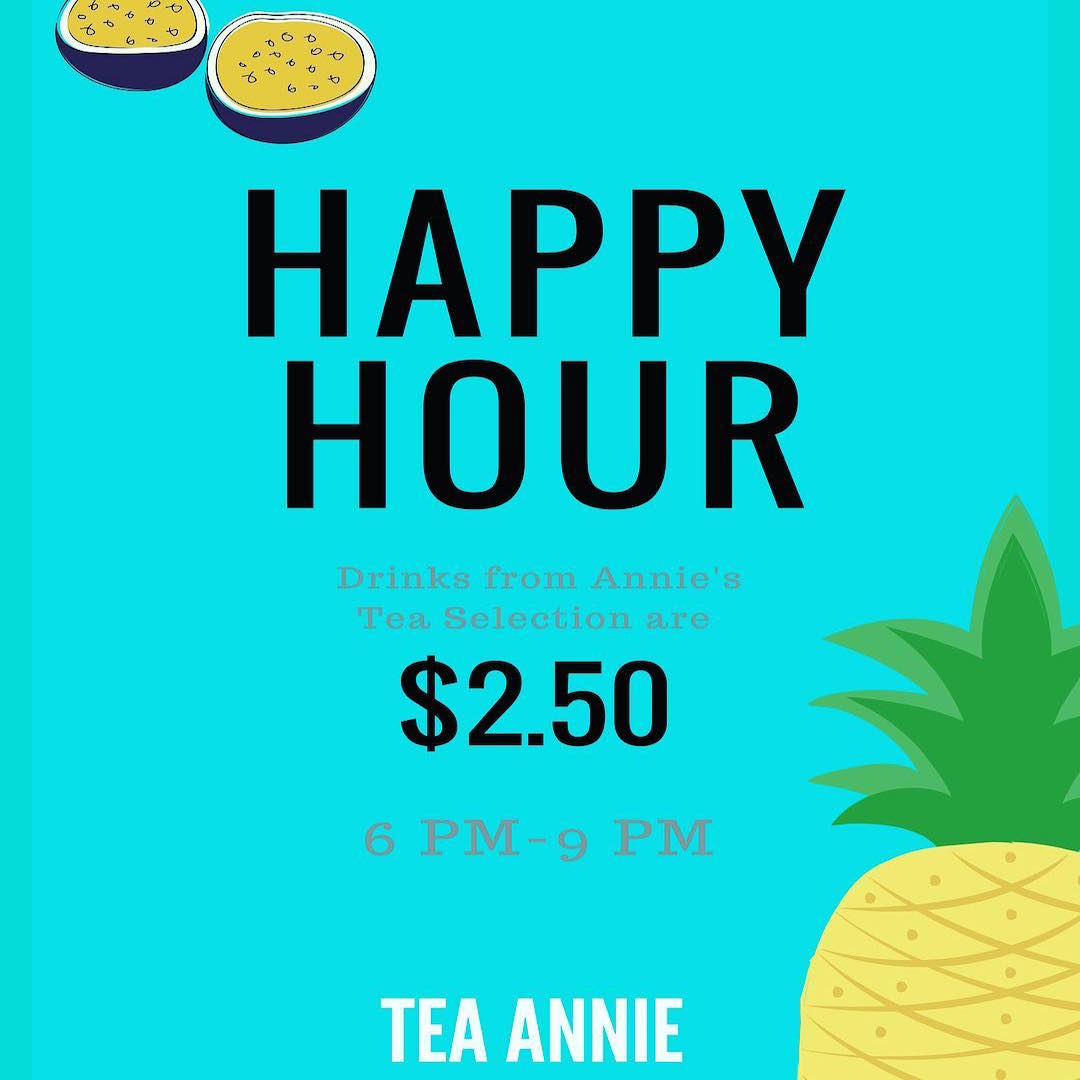 HAPPY
HOUR
Drinks from Annie's
Tea Selection are
$2.50
6 PM-9 PM
TEA ANNIE